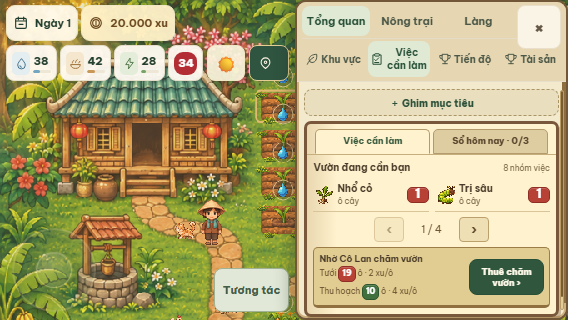 Ngày 1
20.000 xu
38
42
28
34
Tương tác
Tổng quan
Nông trại
Làng
×
Khu vực
Việc
cần làm
Tiến độ
Tài sản
+ Ghim mục tiêu
Việc cần làm
Sổ hôm nay · 0/3
Vườn đang cần bạn
8 nhóm việc
Nhổ cỏ
ô cây
1
Trị sâu
ô cây
1
‹
1 / 4
›
Nhờ Cô Lan chăm vườn
Tưới 19 ô · 2 xu/ô
Thu hoạch 10 ô · 4 xu/ô
Thuê chăm
vườn ›